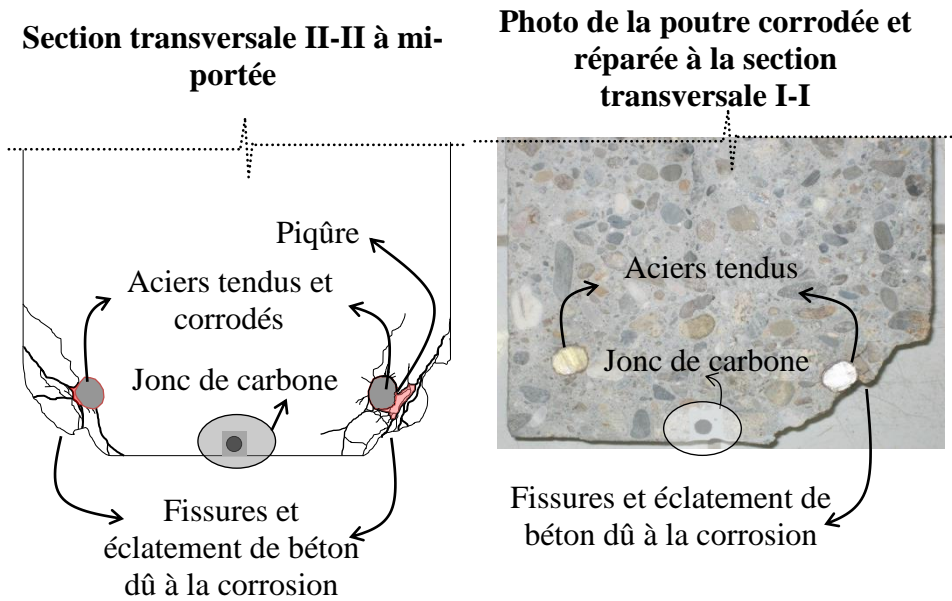 Section transversale II-II à mi-
portée
Piqûre
Aciers tendus et
corrodés
Jonc de carbone
Fissures et
éclatement de béton
dû à la corrosion
Photo de la poutre corrodée et
réparée à la section
transversale I-I
Aciers tendus
Jonc de carbone
Fissures et éclatement de
béton dû à la corrosion